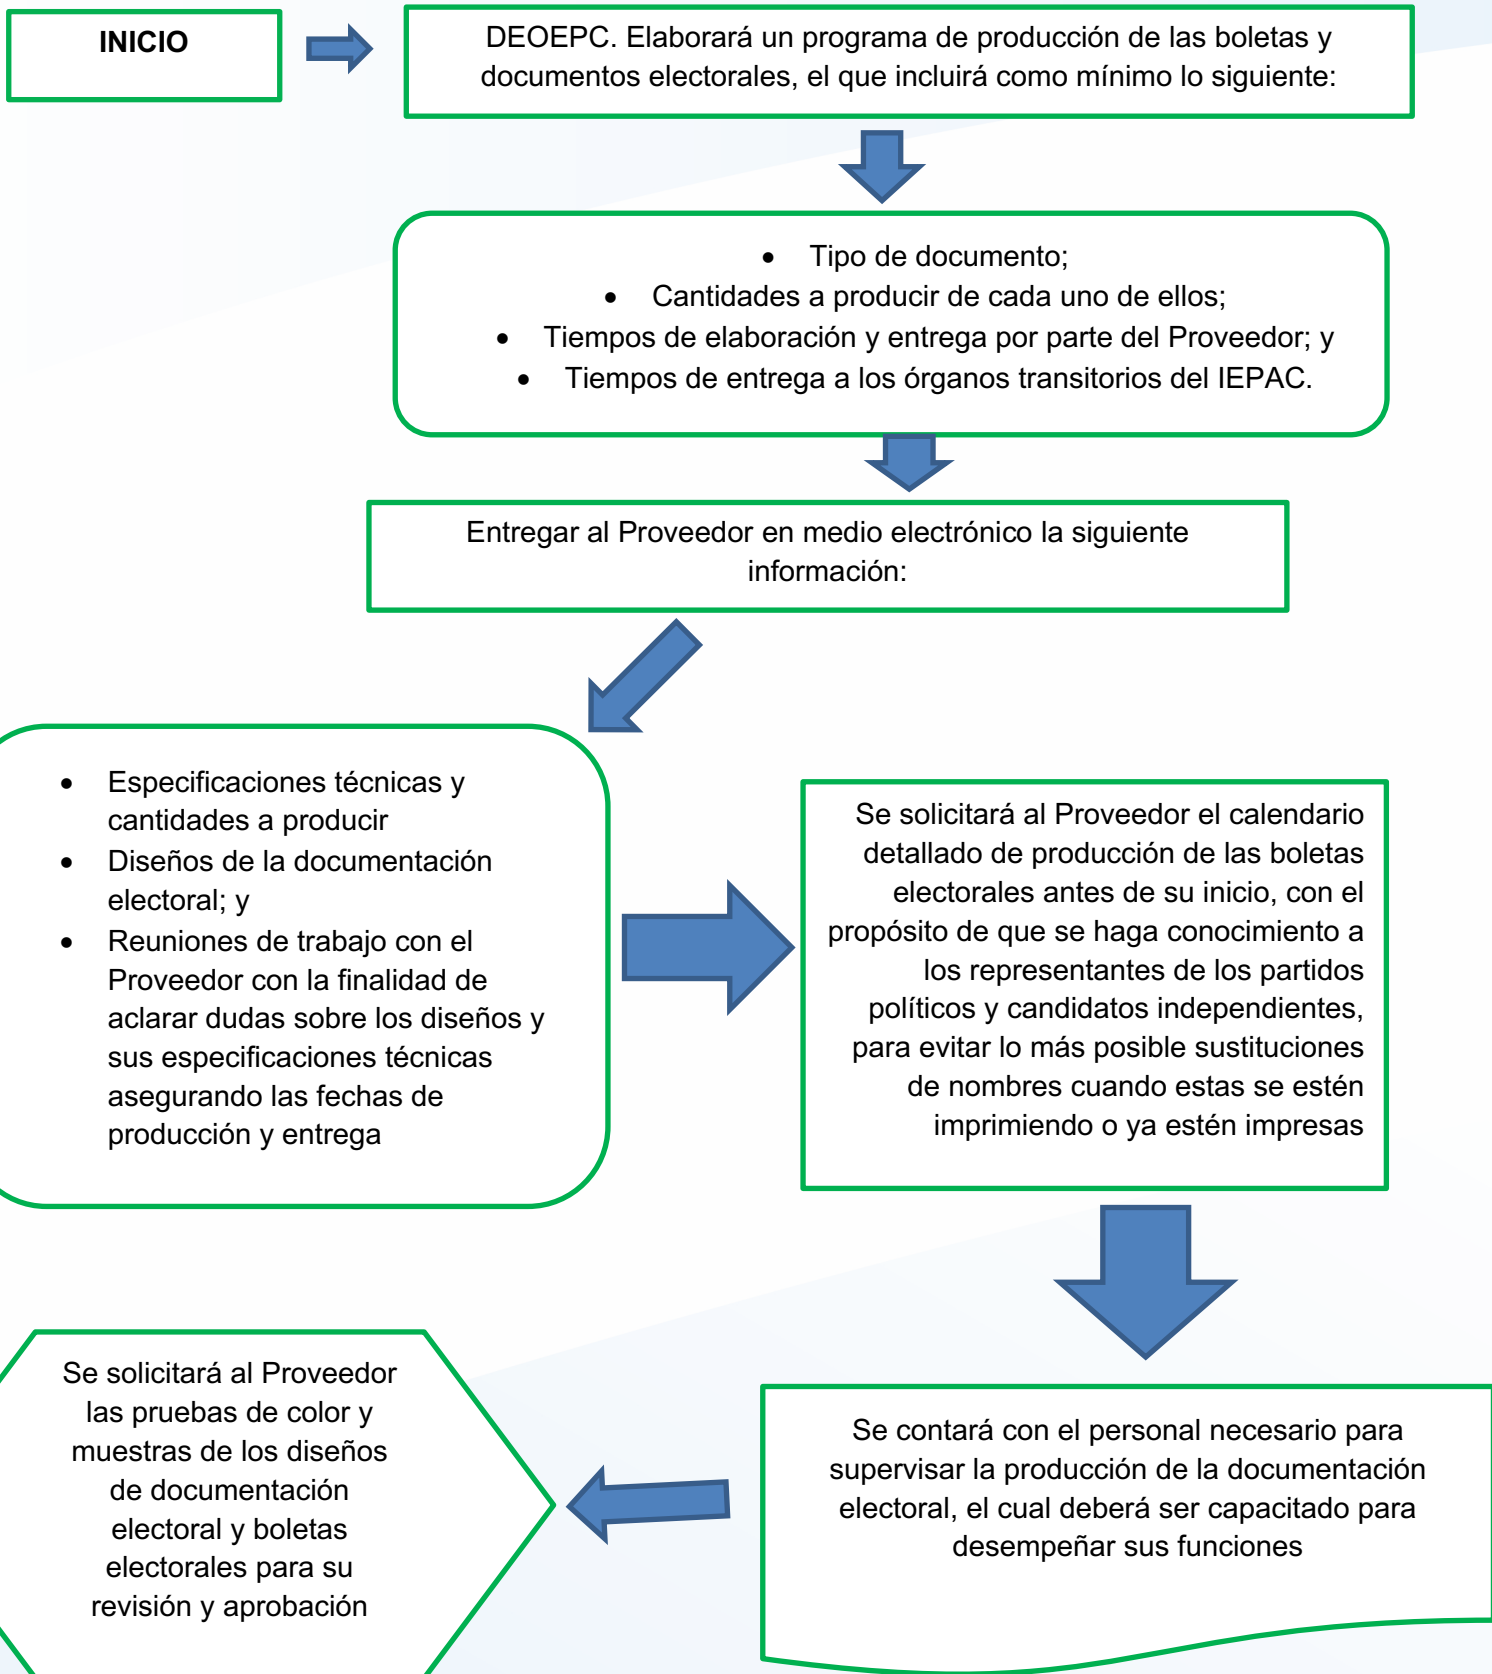 INICIO
DEOEPC. Elaborará un programa de producción de las boletas y
documentos electorales, el que incluirá como mínimo lo siguiente:
• Tipo de documento;
• Cantidades a producir de cada uno de ellos;
• Tiempos de elaboración y entrega por parte del Proveedor; y
• Tiempos de entrega a los órganos transitorios del IEPAC.
Entregar al Proveedor en medio electrónico la siguiente
información:
• Especificaciones técnicas y
cantidades a producir
• Diseños de la documentación
electoral; y
• Reuniones de trabajo con el
Proveedor con la finalidad de
aclarar dudas sobre los diseños y
sus especificaciones técnicas
asegurando las fechas de
producción y entrega
Se solicitará al Proveedor el calendario
detallado de producción de las boletas
electorales antes de su inicio, con el
propósito de que se haga conocimiento a
los representantes de los partidos
políticos y candidatos independientes,
para evitar lo más posible sustituciones
de nombres cuando estas se estén
imprimiendo o ya estén impresas
Se contará con el personal necesario para
supervisar la producción de la documentación
electoral, el cual deberá ser capacitado para
desempeñar sus funciones
Se solicitará al Proveedor
las pruebas de color y
muestras de los diseños
de documentación
electoral y boletas
electorales para su
revisión y aprobación